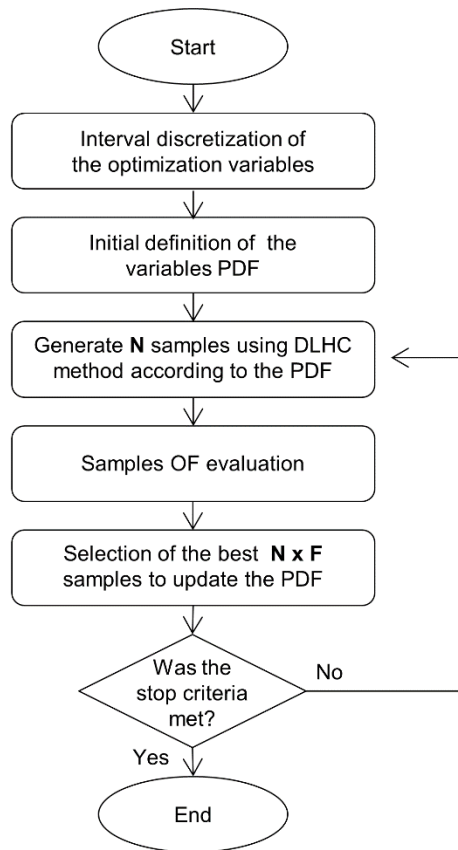 Start
Interval discretization of
the optimization variables
Initial definition of the
variables PDF
Generate N samples using DLHC
method according to the PDF
Samples OF evaluation
Selection of the best N x F
samples to update the PDF
Was the
stop criteria
met?
No
Yes
End